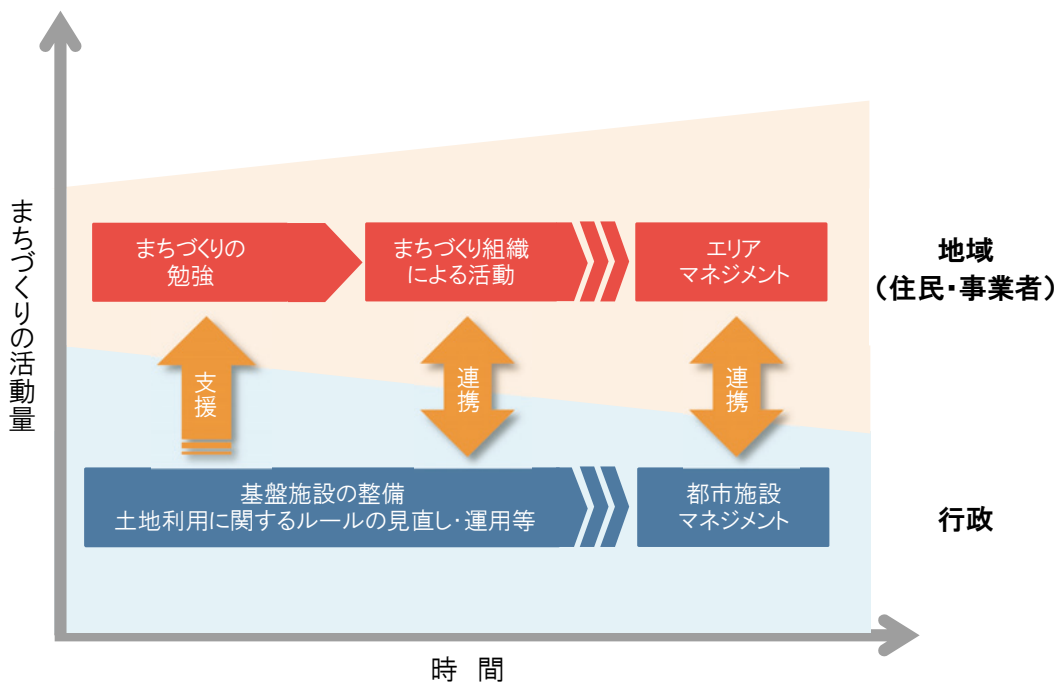 まちづくりの活動量
まちづくりの
勉強
まちづくり組織
による活動
エリア
マネジメント
地域
（住民・事業者）
支援
連携
連携
基盤施設の整備
土地利用に関するルールの見直し・運用等
都市施設
マネジメント
行政
時 間